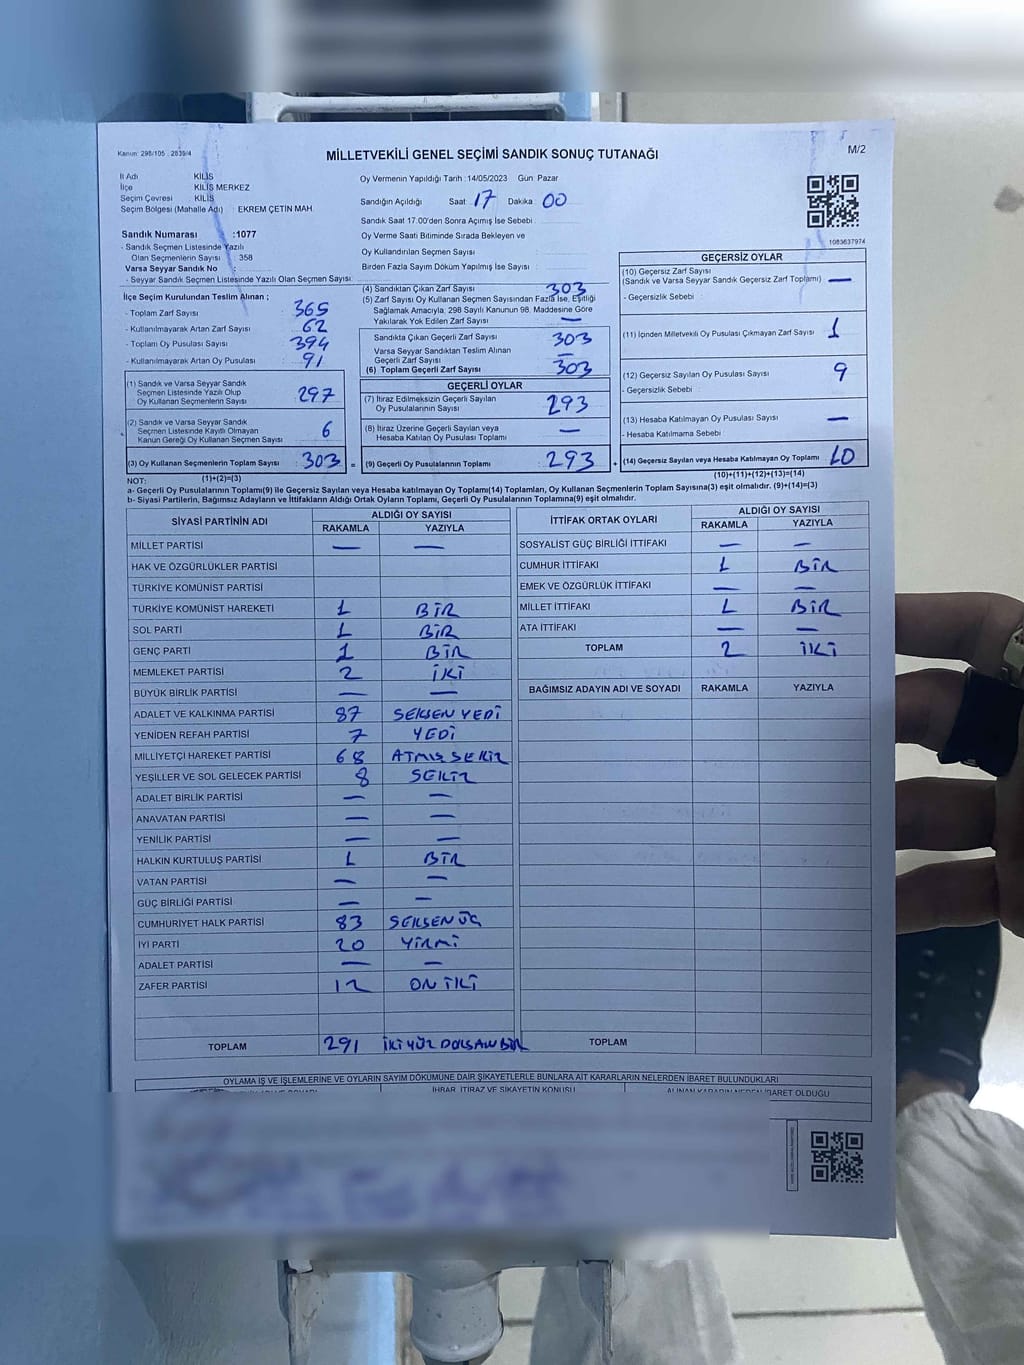 Kanun: 298/105 , 2839/4
MİLLETVEKİLİ GENEL SEÇİMİ SANDIK SONUÇ TUTANAĞI
M/2
İl Adı KİLİS
İlçe KİLİS MERKEZ
Seçim Çevresi KİLİS
Seçim Bölgesi (Mahalle Adı) : EKREM ÇETİN MAH.
Sandık Numarası :1077
- Sandık Seçmen Listesinde Yazılı
Olan Seçmenlerin Sayısı : 358
Varsa Seyyar Sandık No :
- Seyyar Sandık Seçmen Listesinde Yazılı Olan Seçmen Sayısı:
Oy Vermenin Yapıldığı Tarih :14/05/2023 Gün: Pazar
Sandığın Açıldığı Saat: 17 Dakika: 00
Sandık Saat 17.00'den Sonra Açımış İse Sebebi :
Oy Verme Saati Bitiminde Sırada Bekleyen ve
Oy Kullandırılan Seçmen Sayısı :
Birden Fazla Sayım Döküm Yapılmış İse Sayısı :
1083637974
İlçe Seçim Kurulundan Teslim Alınan ;
- Toplam Zarf Sayısı : 365
- Kullanılmayarak Artan Zarf Sayısı : 62
- Toplam Oy Pusulası Sayısı : 394
- Kullanılmayarak Artan Oy Pusulası : 91
(1) Sandık ve Varsa Seyyar Sandık
Seçmen Listesinde Yazılı Olup
Oy Kullanan Seçmenlerin Sayısı 297
(2) Sandık ve Varsa Seyyar Sandık
Seçmen Listesinde Kayıtlı Olmayan
Kanun Gereği Oy Kullanan Seçmen Sayısı 6
(3) Oy Kullanan Seçmenlerin Toplam Sayısı : 303 =
(4) Sandıktan Çıkan Zarf Sayısı : 303
(5) Zarf Sayısı Oy Kullanan Seçmen Sayısından Fazla İse, Eşitliği
Sağlamak Amacıyla, 298 Sayılı Kanunun 98. Maddesine Göre
Yakılarak Yok Edilen Zarf Sayısı : —
Sandıkta Çıkan Geçerli Zarf Sayısı 303
Varsa Seyyar Sandıktan Teslim Alınan
Geçerli Zarf Sayısı —
(6) Toplam Geçerli Zarf Sayısı : 303
GEÇERLİ OYLAR
(7) İtiraz Edilmeksizin Geçerli Sayılan
Oy Pusulalarının Sayısı : 293
(8) İtiraz Üzerine Geçerli Sayılan veya
Hesaba Katılan Oy Pusulası Toplamı : —
(9) Geçerli Oy Pusulalarının Toplamı : 293 +
GEÇERSİZ OYLAR
(10) Geçersiz Zarf Sayısı
(Sandık ve Varsa Seyyar Sandık Geçersiz Zarf Toplamı) : —
- Geçersizlik Sebebi :
(11) İçinden Milletvekili Oy Pusulası Çıkmayan Zarf Sayısı : 1
(12) Geçersiz Sayılan Oy Pusulası Sayısı : 9
- Geçersizlik Sebebi :
(13) Hesaba Katılmayan Oy Pusulası Sayısı : —
- Hesaba Katılmama Sebebi :
(14) Geçersiz Sayılan veya Hesaba Katılmayan Oy Toplamı : 10
NOT: (1)+(2)=(3)
(10)+(11)+(12)+(13)=(14)
a- Geçerli Oy Pusulalarının Toplamı(9) ile Geçersiz Sayılan veya Hesaba katılmayan Oy Toplamı(14) Toplamları, Oy Kullanan Seçmenlerin Toplam Sayısına(3) eşit olmalıdır. (9)+(14)=(3)
b- Siyasi Partilerin, Bağımsız Adayların ve İttifakların Aldığı Ortak Oyların Toplamı, Geçerli Oy Pusulalarının Toplamına(9) eşit olmalıdır.
SİYASİ PARTİNİN ADI ALDIĞI OY SAYISI
RAKAMLA YAZIYLA
MİLLET PARTİSİ — —
HAK VE ÖZGÜRLÜKLER PARTİSİ
TÜRKİYE KOMÜNİST PARTİSİ
TÜRKİYE KOMÜNİST HAREKETİ 1 BİR
SOL PARTİ 1 BİR
GENÇ PARTİ 1 BİR
MEMLEKET PARTİSİ 2 İKİ
BÜYÜK BİRLİK PARTİSİ — —
ADALET VE KALKINMA PARTİSİ 87 SEKSEN YEDİ
YENİDEN REFAH PARTİSİ 7 YEDİ
MİLLİYETÇİ HAREKET PARTİSİ 68 ATMIŞ SEKİZ
YEŞİLLER VE SOL GELECEK PARTİSİ 8 SEKİZ
ADALET BİRLİK PARTİSİ — —
ANAVATAN PARTİSİ — —
YENİLİK PARTİSİ — —
HALKIN KURTULUŞ PARTİSİ 1 BİR
VATAN PARTİSİ — —
GÜÇ BİRLİĞİ PARTİSİ — —
CUMHURİYET HALK PARTİSİ 83 SEKSEN ÜÇ
İYİ PARTİ 20 YİRMİ
ADALET PARTİSİ — —
ZAFER PARTİSİ 12 ON İKİ
TOPLAM 291 İKİ YÜZ DOKSAN BİR
İTTİFAK ORTAK OYLARI ALDIĞI OY SAYISI
RAKAMLA YAZIYLA
SOSYALİST GÜÇ BİRLİĞİ İTTİFAKI — —
CUMHUR İTTİFAKI 1 BİR
EMEK VE ÖZGÜRLÜK İTTİFAKI — —
MİLLET İTTİFAKI 1 BİR
ATA İTTİFAKI — —
TOPLAM 2 İKİ
BAĞIMSIZ ADAYIN ADI VE SOYADI RAKAMLA YAZIYLA
TOPLAM
OYLAMA İŞ VE İŞLEMLERİNE VE OYLARIN SAYIM DÖKÜMÜNE DAİR ŞİKAYETLERLE BUNLARA AİT KARARLARIN NELERDEN İBARET BULUNDUKLARI
İHBAR, İTİRAZ VE ŞİKAYETİN KONUSU
ALINAN KARARIN NEDEN İBARET OLDUĞU